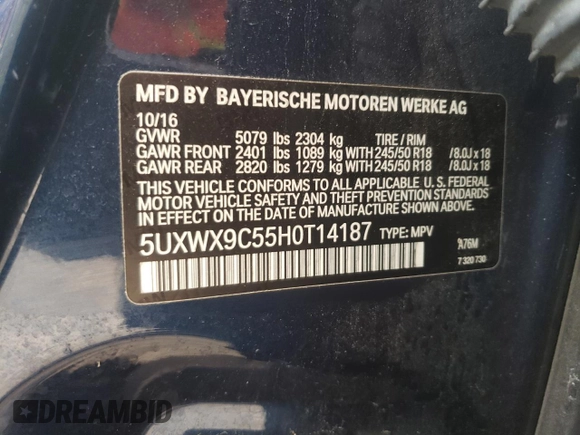 MFD BY BAYERISCHE MOTOREN WERKE AG
10/16
GVWR 5079 lbs 2304 kg TIRE / RIM
GAWR FRONT 2401 lbs 1089 kg WITH 245/50 R18 /8.0J x 18
GAWR REAR 2820 lbs 1279 kg WITH 245/50 R18 /8.0J x 18
THIS VEHICLE CONFORMS TO ALL APPLICABLE U. S. FEDERAL
MOTOR VEHICLE SAFETY AND THEFT PREVENTION STANDARDS
IN EFFECT ON THE DATE OF MANUFACTURE SHOWN ABOVE.
5UXWX9C55H0T14187 TYPE: MPV
A76M
7 320 730
DREAMBID